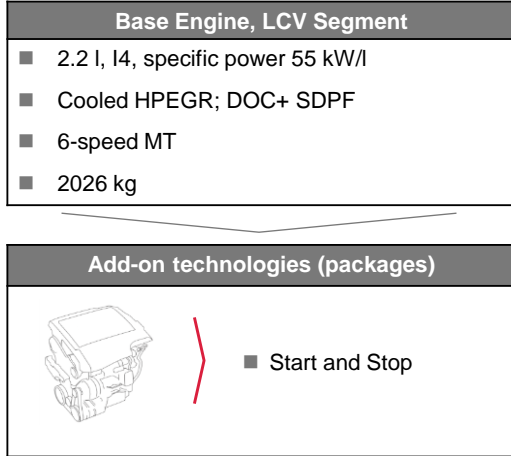 Base Engine, LCV Segment
2.2 l, I4, specific power 55 kW/l
Cooled HPEGR; DOC+ SDPF
6-speed MT
2026 kg
Add-on technologies (packages)
Start and Stop